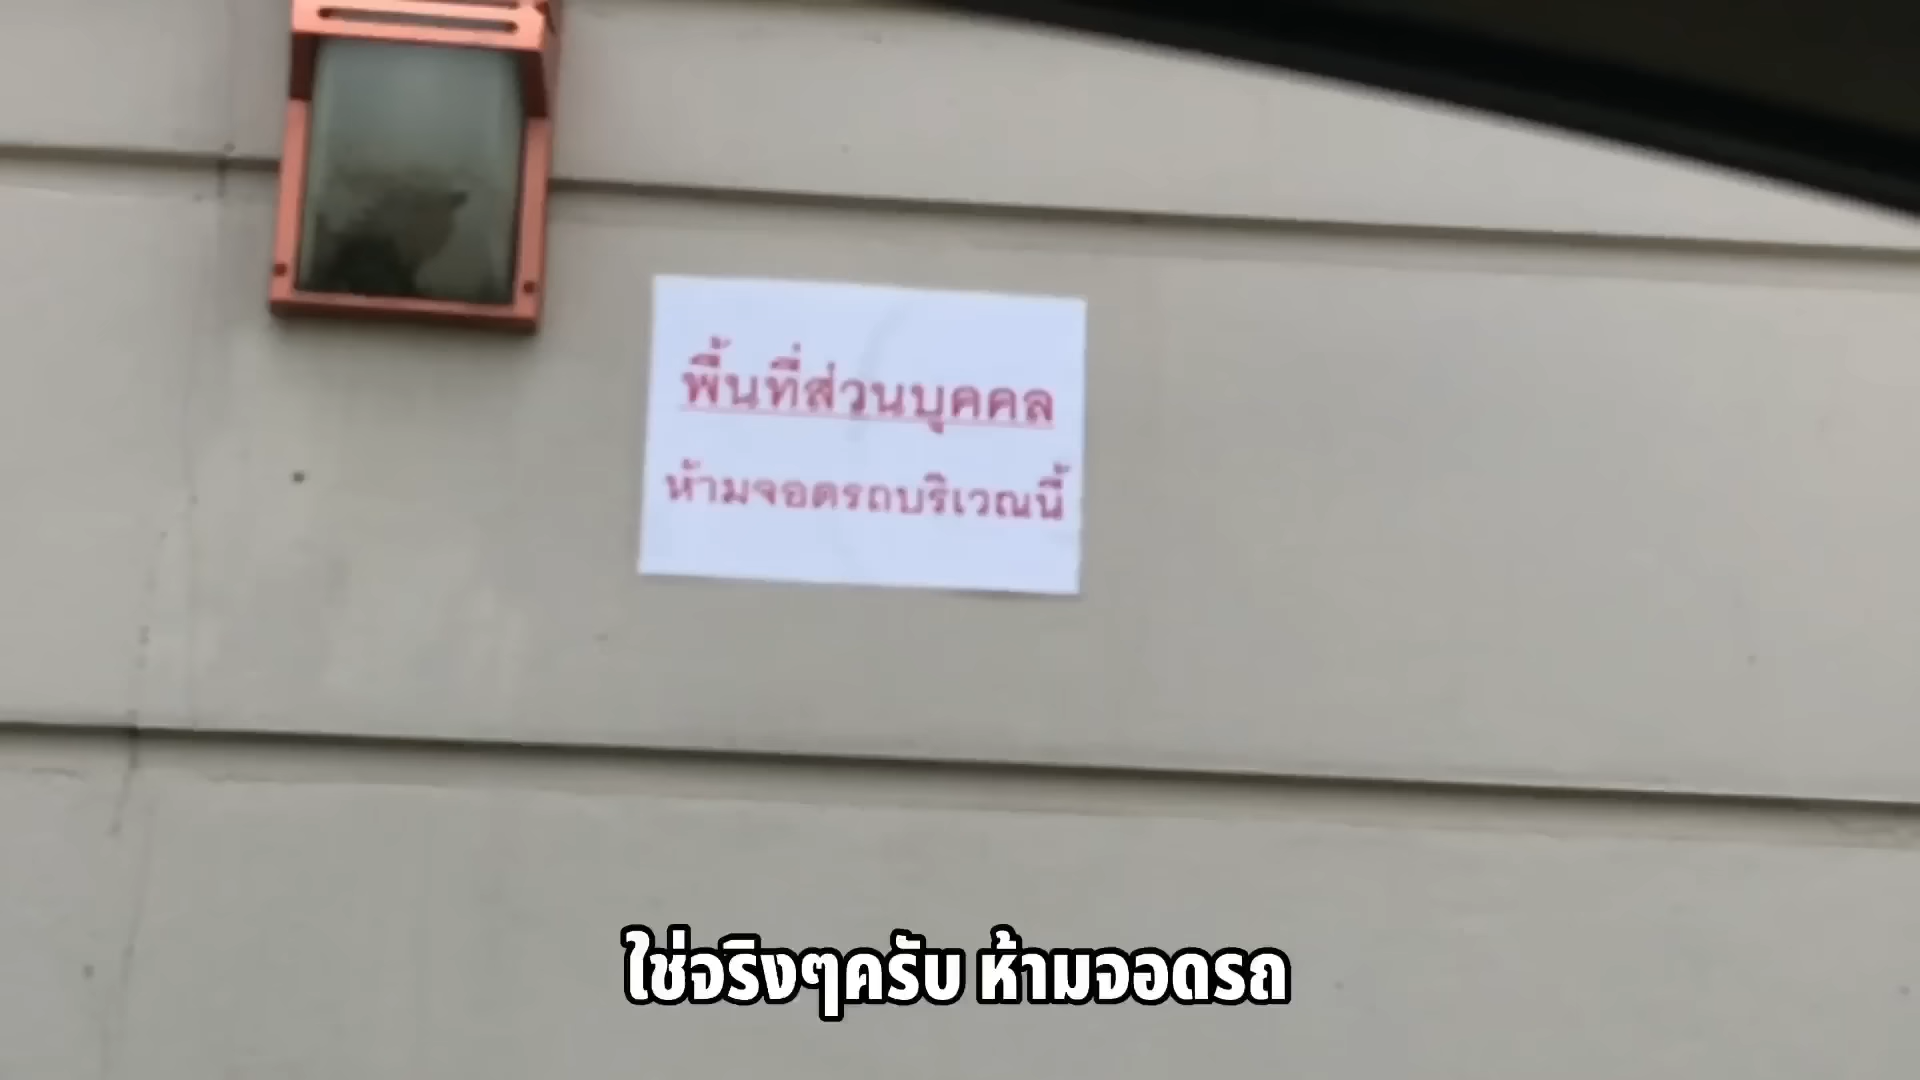 พื้นที่ส่วนบุคคล
ห้ามจอดรถบริเวณนี้
ใช่จริงๆครับ ห้ามจอดรถ